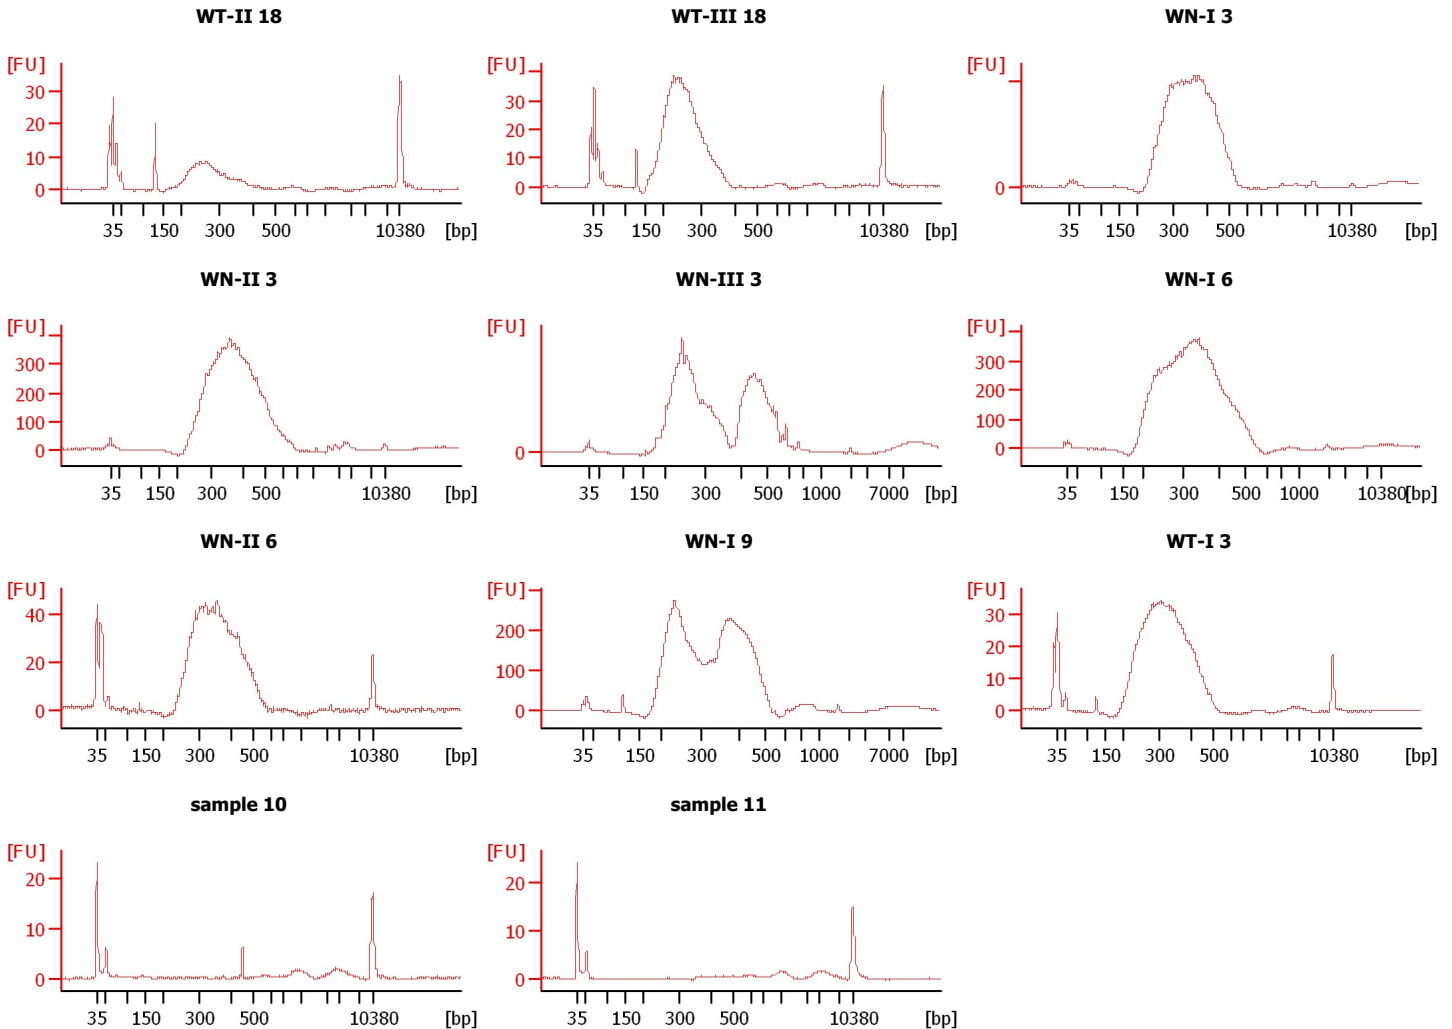 WT-II 18
WT-III 18
WN-I 3
[FU]
30
20
10
0
35 150 300 500 10380 [bp]
[FU]
30
20
10
0
35 150 300 500 10380 [bp]
[FU]
0
35 150 300 500 10380 [bp]
WN-II 3
WN-III 3
WN-I 6
[FU]
300
200
100
0
35 150 300 500 10380 [bp]
[FU]
0
35 150 300 500 1000 7000 [bp]
[FU]
300
200
100
0
35 150 300 500 1000 10380 [bp]
WN-II 6
WN-I 9
WT-I 3
[FU]
40
20
0
35 150 300 500 10380 [bp]
[FU]
200
100
0
35 150 300 500 1000 7000 [bp]
[FU]
30
20
10
0
35 150 300 500 10380 [bp]
sample 10
sample 11
[FU]
20
10
0
35 150 300 500 10380 [bp]
[FU]
20
10
0
35 150 300 500 10380 [bp]